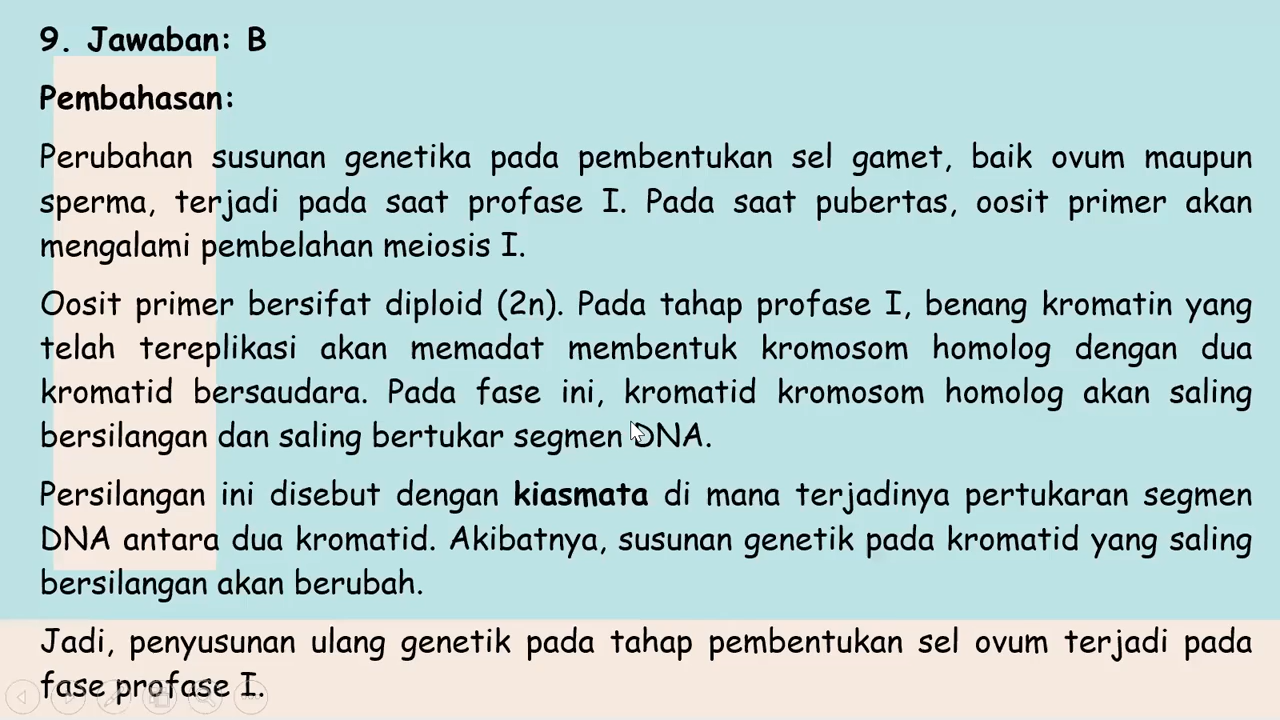 9. Jawaban: B
Pembahasan:
Perubahan susunan genetika pada pembentukan sel gamet, baik ovum maupun
sperma, terjadi pada saat profase I. Pada saat pubertas, oosit primer akan
mengalami pembelahan meiosis I.
Oosit primer bersifat diploid (2n). Pada tahap profase I, benang kromatin yang
telah tereplikasi akan memadat membentuk kromosom homolog dengan dua
kromatid bersaudara. Pada fase ini, kromatid kromosom homolog akan saling
bersilangan dan saling bertukar segmen DNA.
Persilangan ini disebut dengan kiasmata di mana terjadinya pertukaran segmen
DNA antara dua kromatid. Akibatnya, susunan genetik pada kromatid yang saling
bersilangan akan berubah.
Jadi, penyusunan ulang genetik pada tahap pembentukan sel ovum terjadi pada
fase profase I.